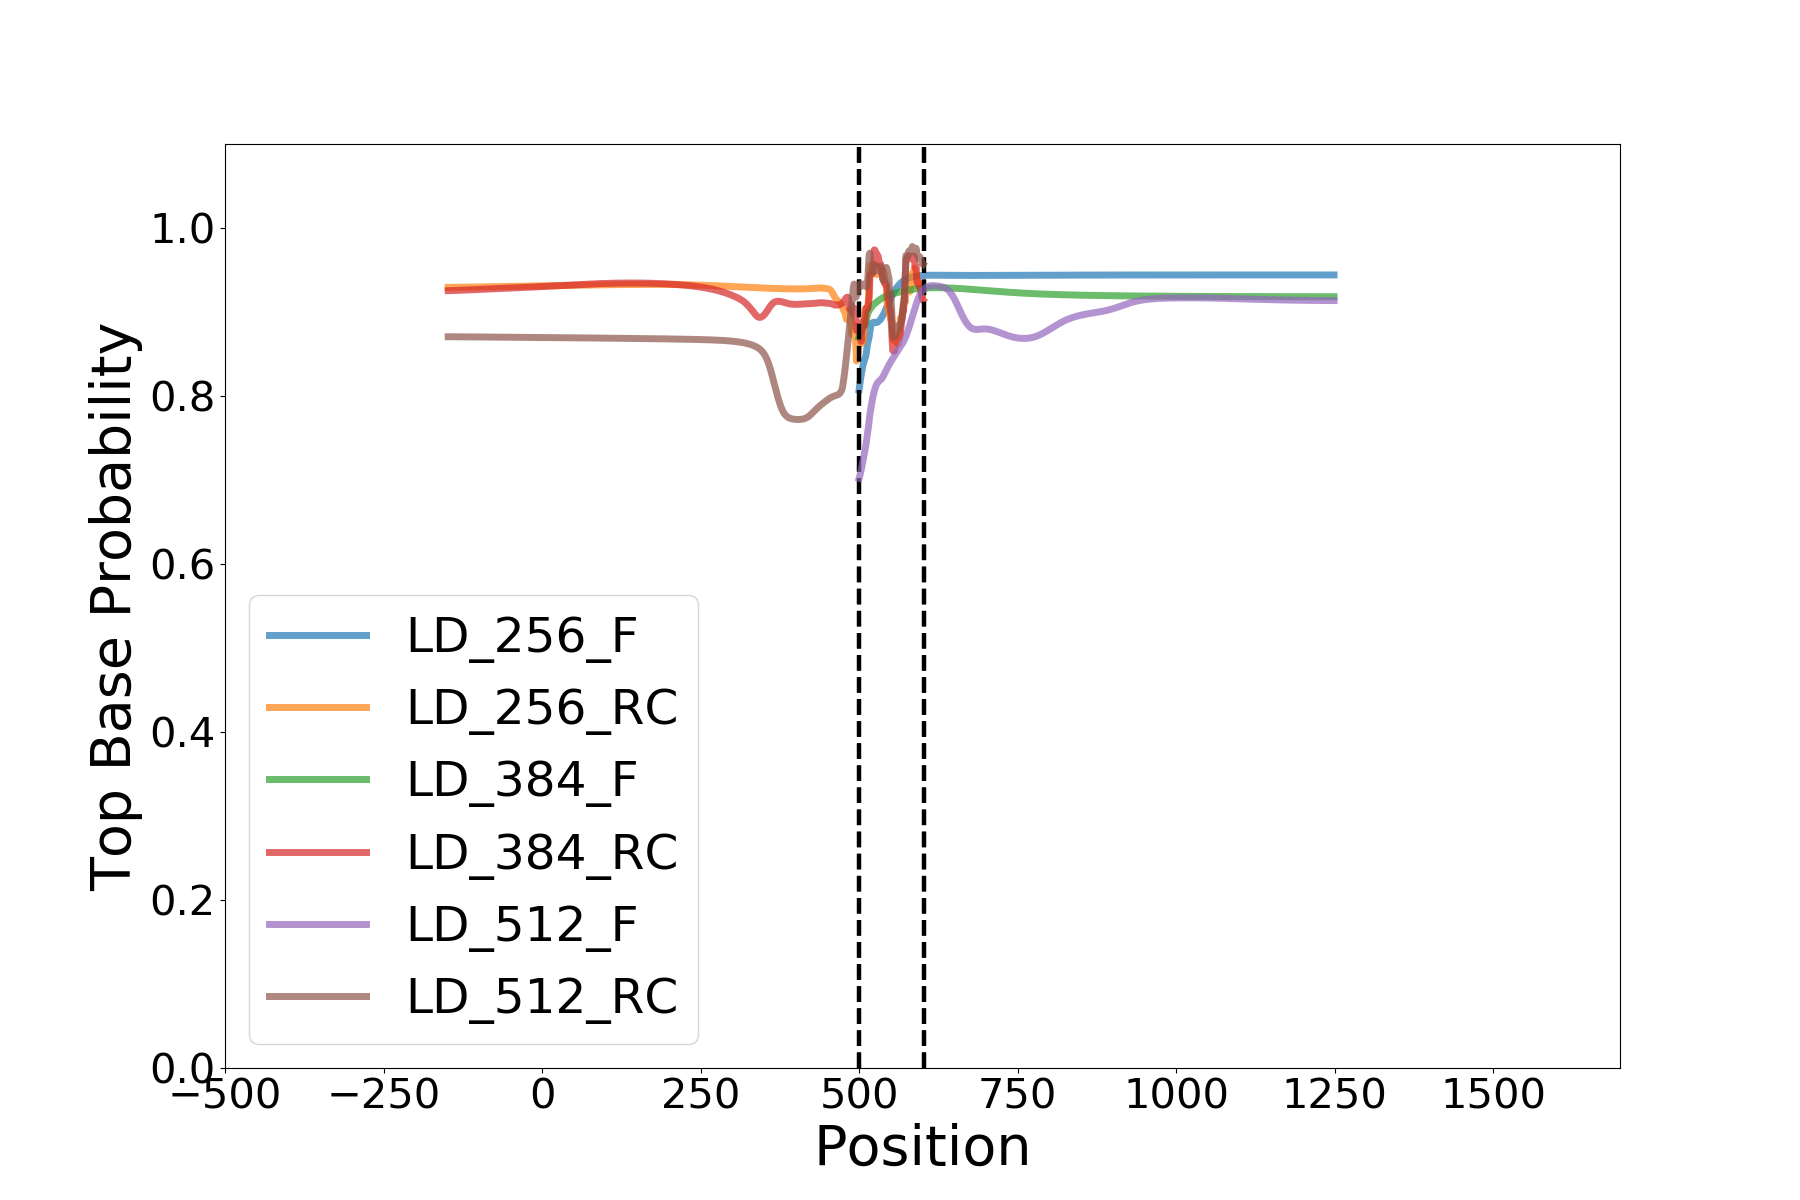 Top Base Probability
1.0
0.8
0.6
0.4
0.2
0.0
LD_256_F
LD_256_RC
LD_384_F
LD_384_RC
LD_512_F
LD_512_RC
−500 −250 0 250 500 750 1000 1250 1500
Position